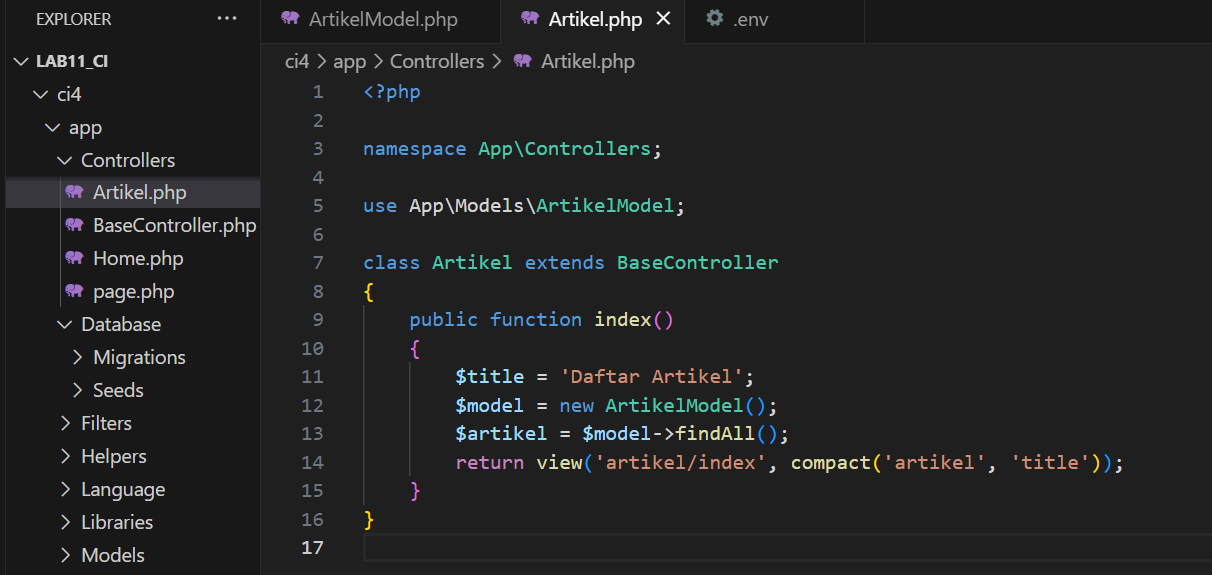 EXPLORER ...
LAB11_CI
ci4
app
Controllers
Artikel.php
BaseController.php
Home.php
page.php
Database
Migrations
Seeds
Filters
Helpers
Language
Libraries
Models
ArtikelModel.php Artikel.php .env
ci4 > app > Controllers > Artikel.php
1 <?php
2
3 namespace App\Controllers;
4
5 use App\Models\ArtikelModel;
6
7 class Artikel extends BaseController
8 {
9     public function index()
10     {
11         $title = 'Daftar Artikel';
12         $model = new ArtikelModel();
13         $artikel = $model->findAll();
14         return view('artikel/index', compact('artikel', 'title'));
15     }
16 }
17